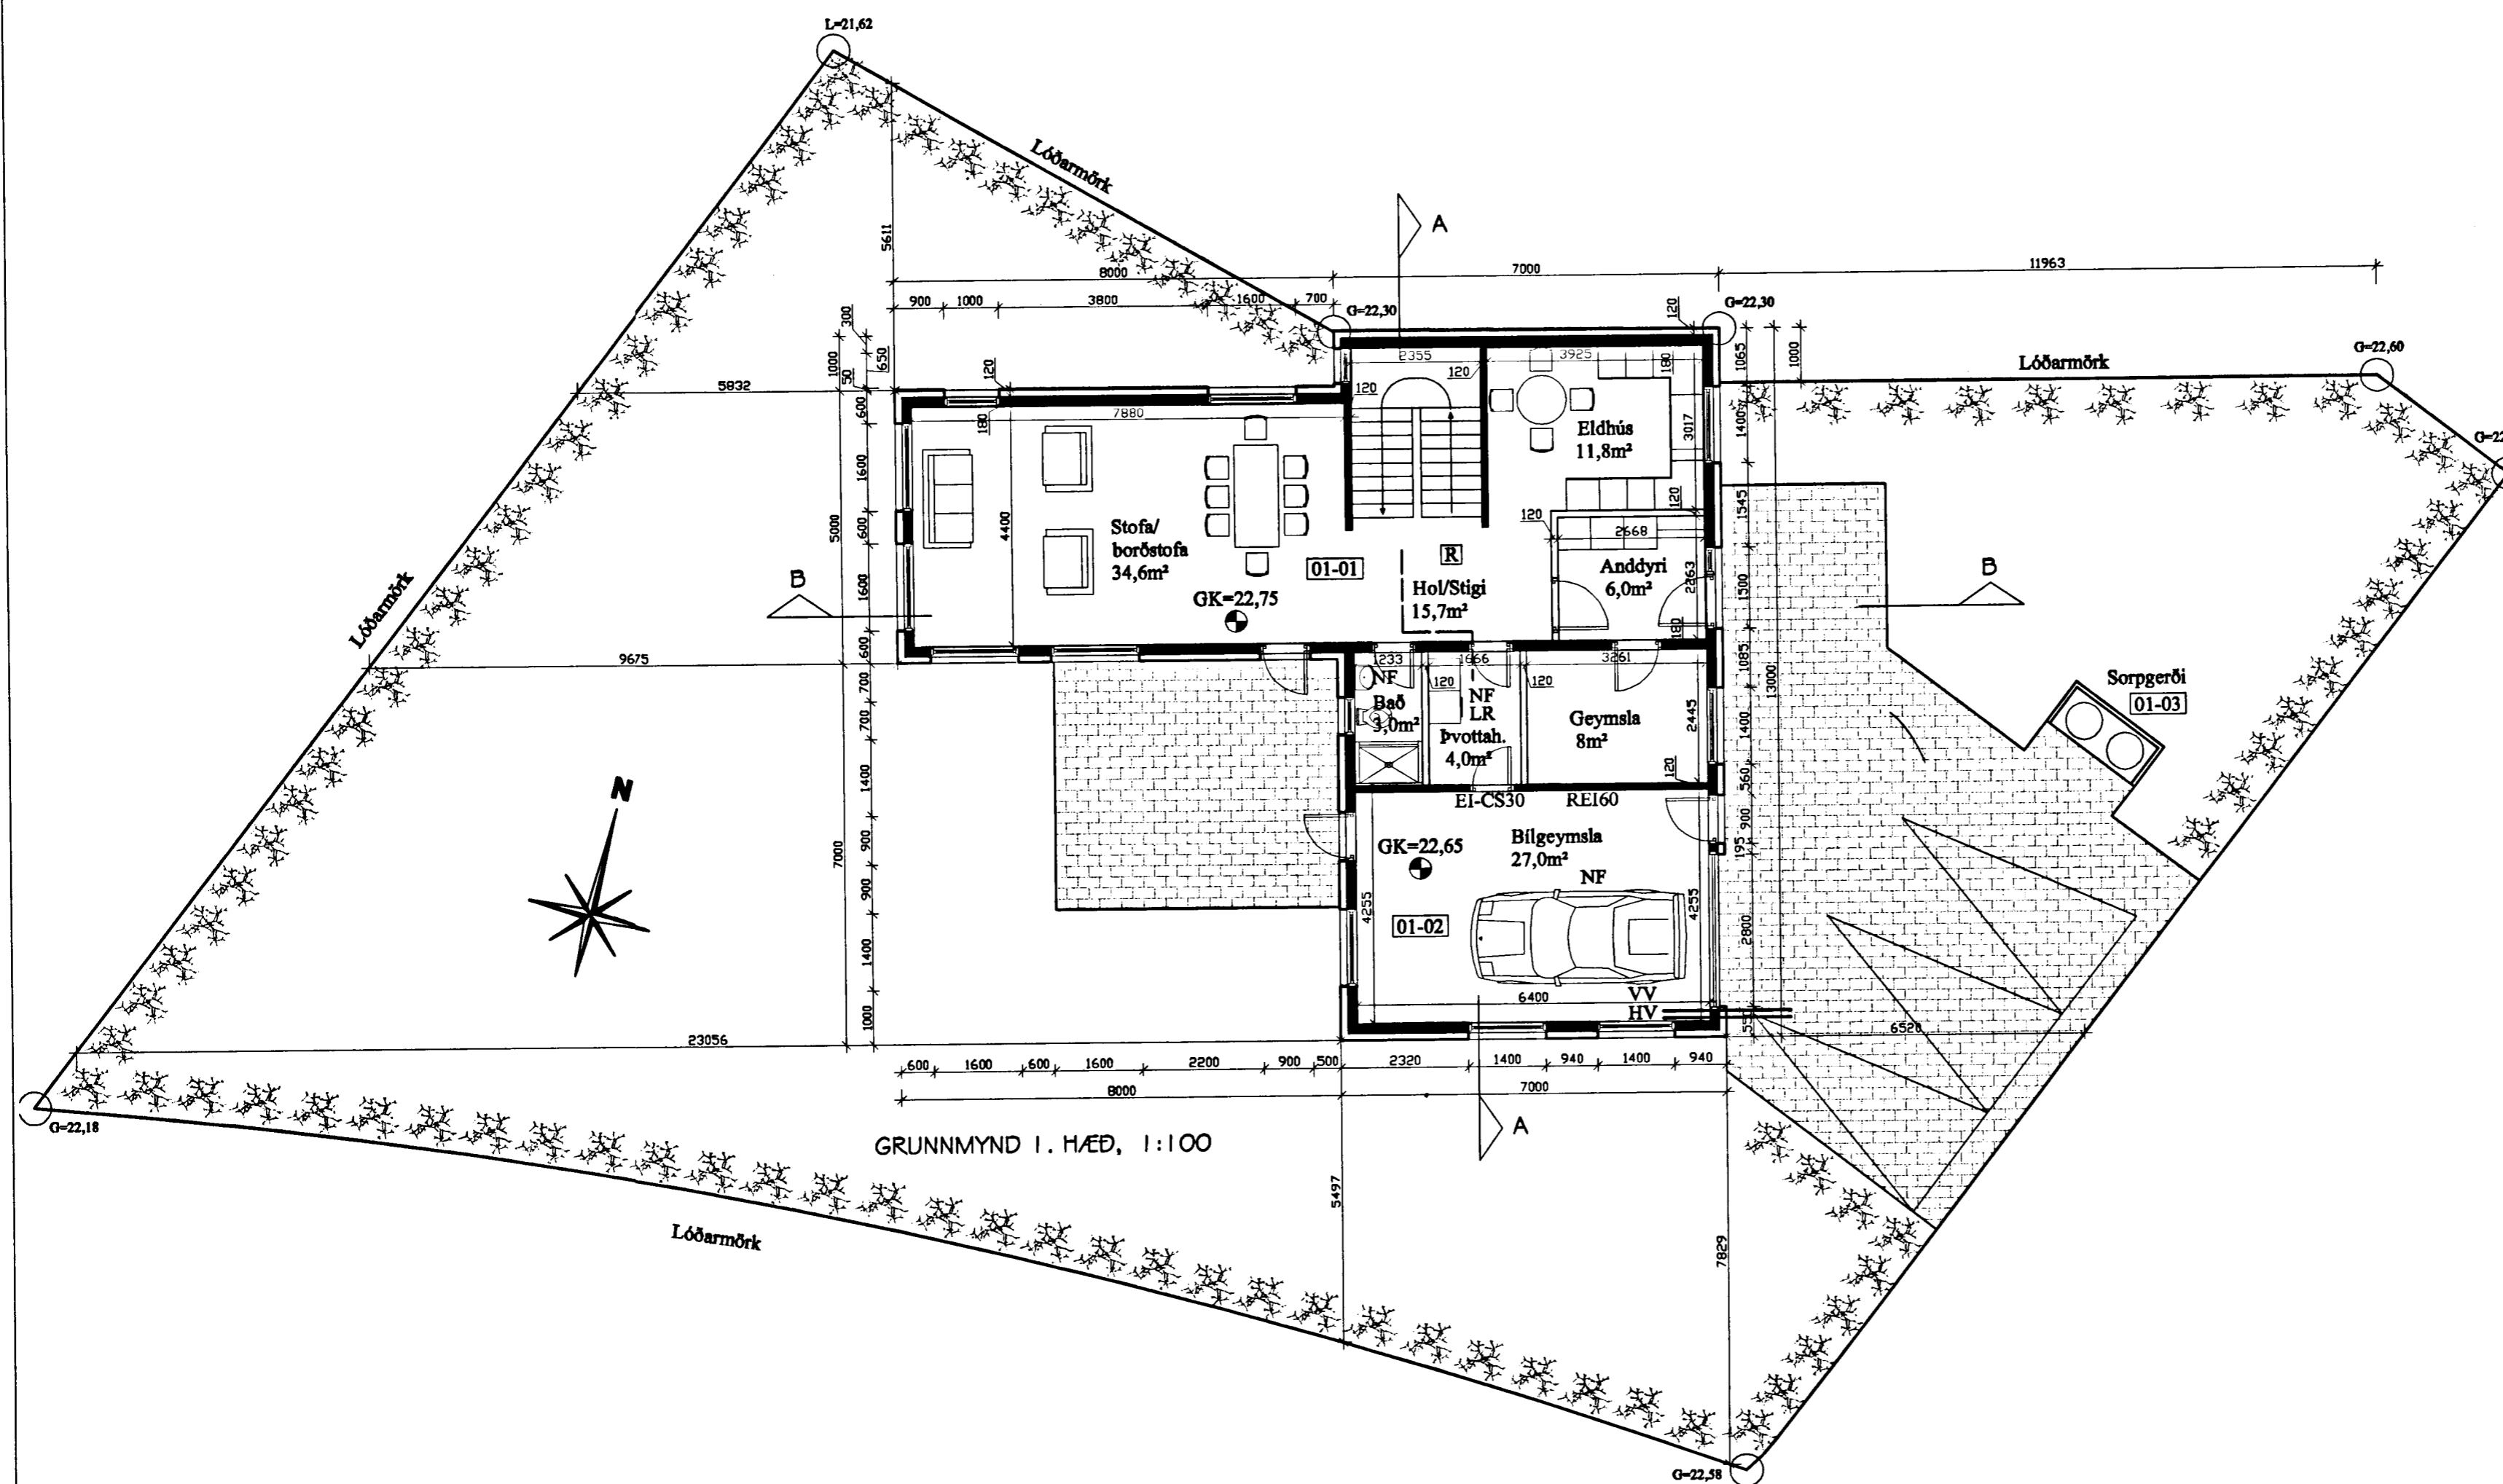 L=21,62
Lóðarmörk
A
5611
8000
7000
11963
900
1000
3800
1600
700
G=22,30
G=22,30
120
300
1000
650
50
5832
120
2355
3925
180
1065
1000
Lóðarmörk
G=22,60
120
120
7880
180
600
1400
3017
Eldhús
11,8m²
G=22
1600
5000
4400
Stofa/
borðstofa
34,6m²
600
120
120
2668
1545
01-01
R
Hol/Stigi
15,7m²
Anddyri
6,0m²
2263
1500
B
B
GK=22,75
1600
Lóðarmörk
600
180
9675
1233
1666
3261
1085
13000
700
NF
Bað
3,0m²
120
NF
LR
Þvottah.
4,0m²
120
Geymsla
8m²
2445
1400
Sorpgerði
01-03
700
120
560
N
1400
EI-CS30
REI60
900
7000
900
GK=22,65
Bílgeymsla
27,0m²
NF
195
900
4255
01-02
4255
2800
1400
6400
VV
HV
1000
6520
23056
600
1600
600
1600
2200
900
500
2320
1400
940
1400
940
8000
7000
G=22,18
GRUNNMYND 1. HÆÐ, 1:100
A
5497
Lóðarmörk
7829
G=22,58